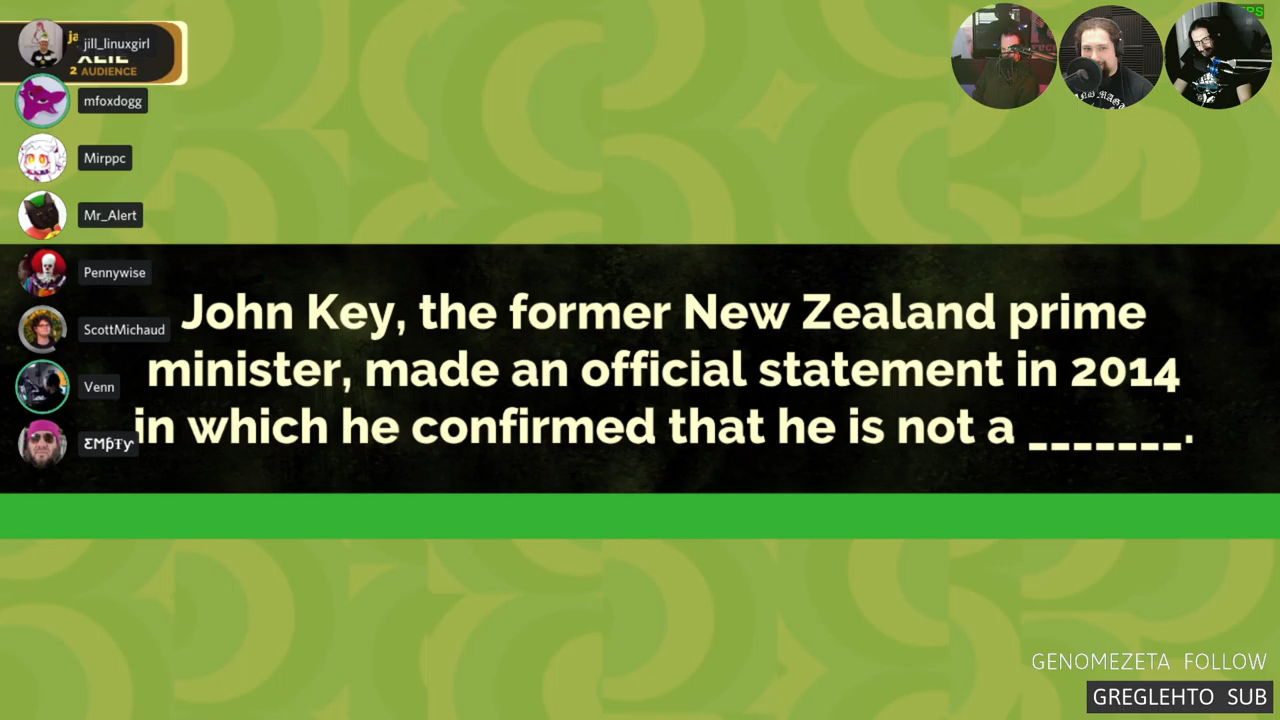 jill_linuxgirl
2 AUDIENCE
mfoxdogg
Mirppc
Mr_Alert
Pennywise
ScottMichaud
Venn
John Key, the former New Zealand prime
minister, made an official statement in 2014
in which he confirmed that he is not a _______.
GENOMEZETA FOLLOW
GREGLEHTO SUB